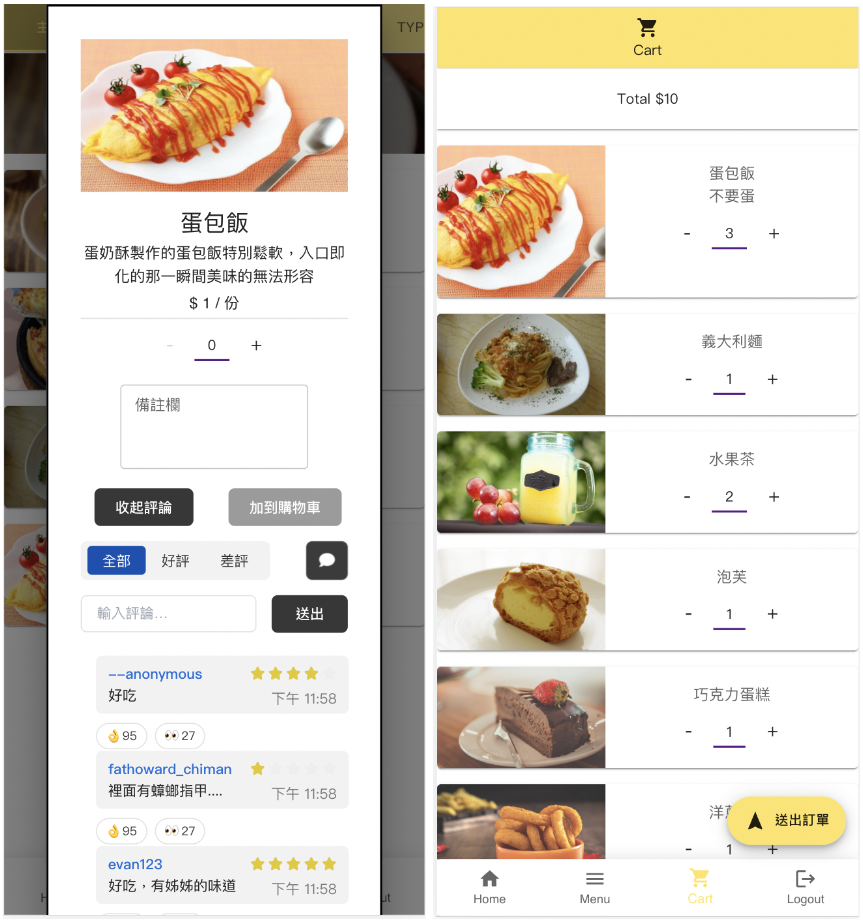 TYP
蛋包飯
蛋奶酥製作的蛋包飯特別鬆軟，入口即
化的那一瞬間美味的無法形容
$ 1 / 份
- 0 +
備註欄
收起評論 加到購物車
全部 好評 差評
輸入評論... 送出
--anonymous
好吃 下午 11:58
👌95 👀27
fathoward_chiman
裡面有蟑螂指甲.... 下午 11:58
👌95 👀27
evan123
好吃，有姊姊的味道 下午 11:58
Cart
Total $10
蛋包飯
不要蛋
- 3 +
義大利麵
- 1 +
水果茶
- 2 +
泡芙
- 1 +
巧克力蛋糕
- 1 +
洋
- 1 +
送出訂單
Home Menu Cart Logout